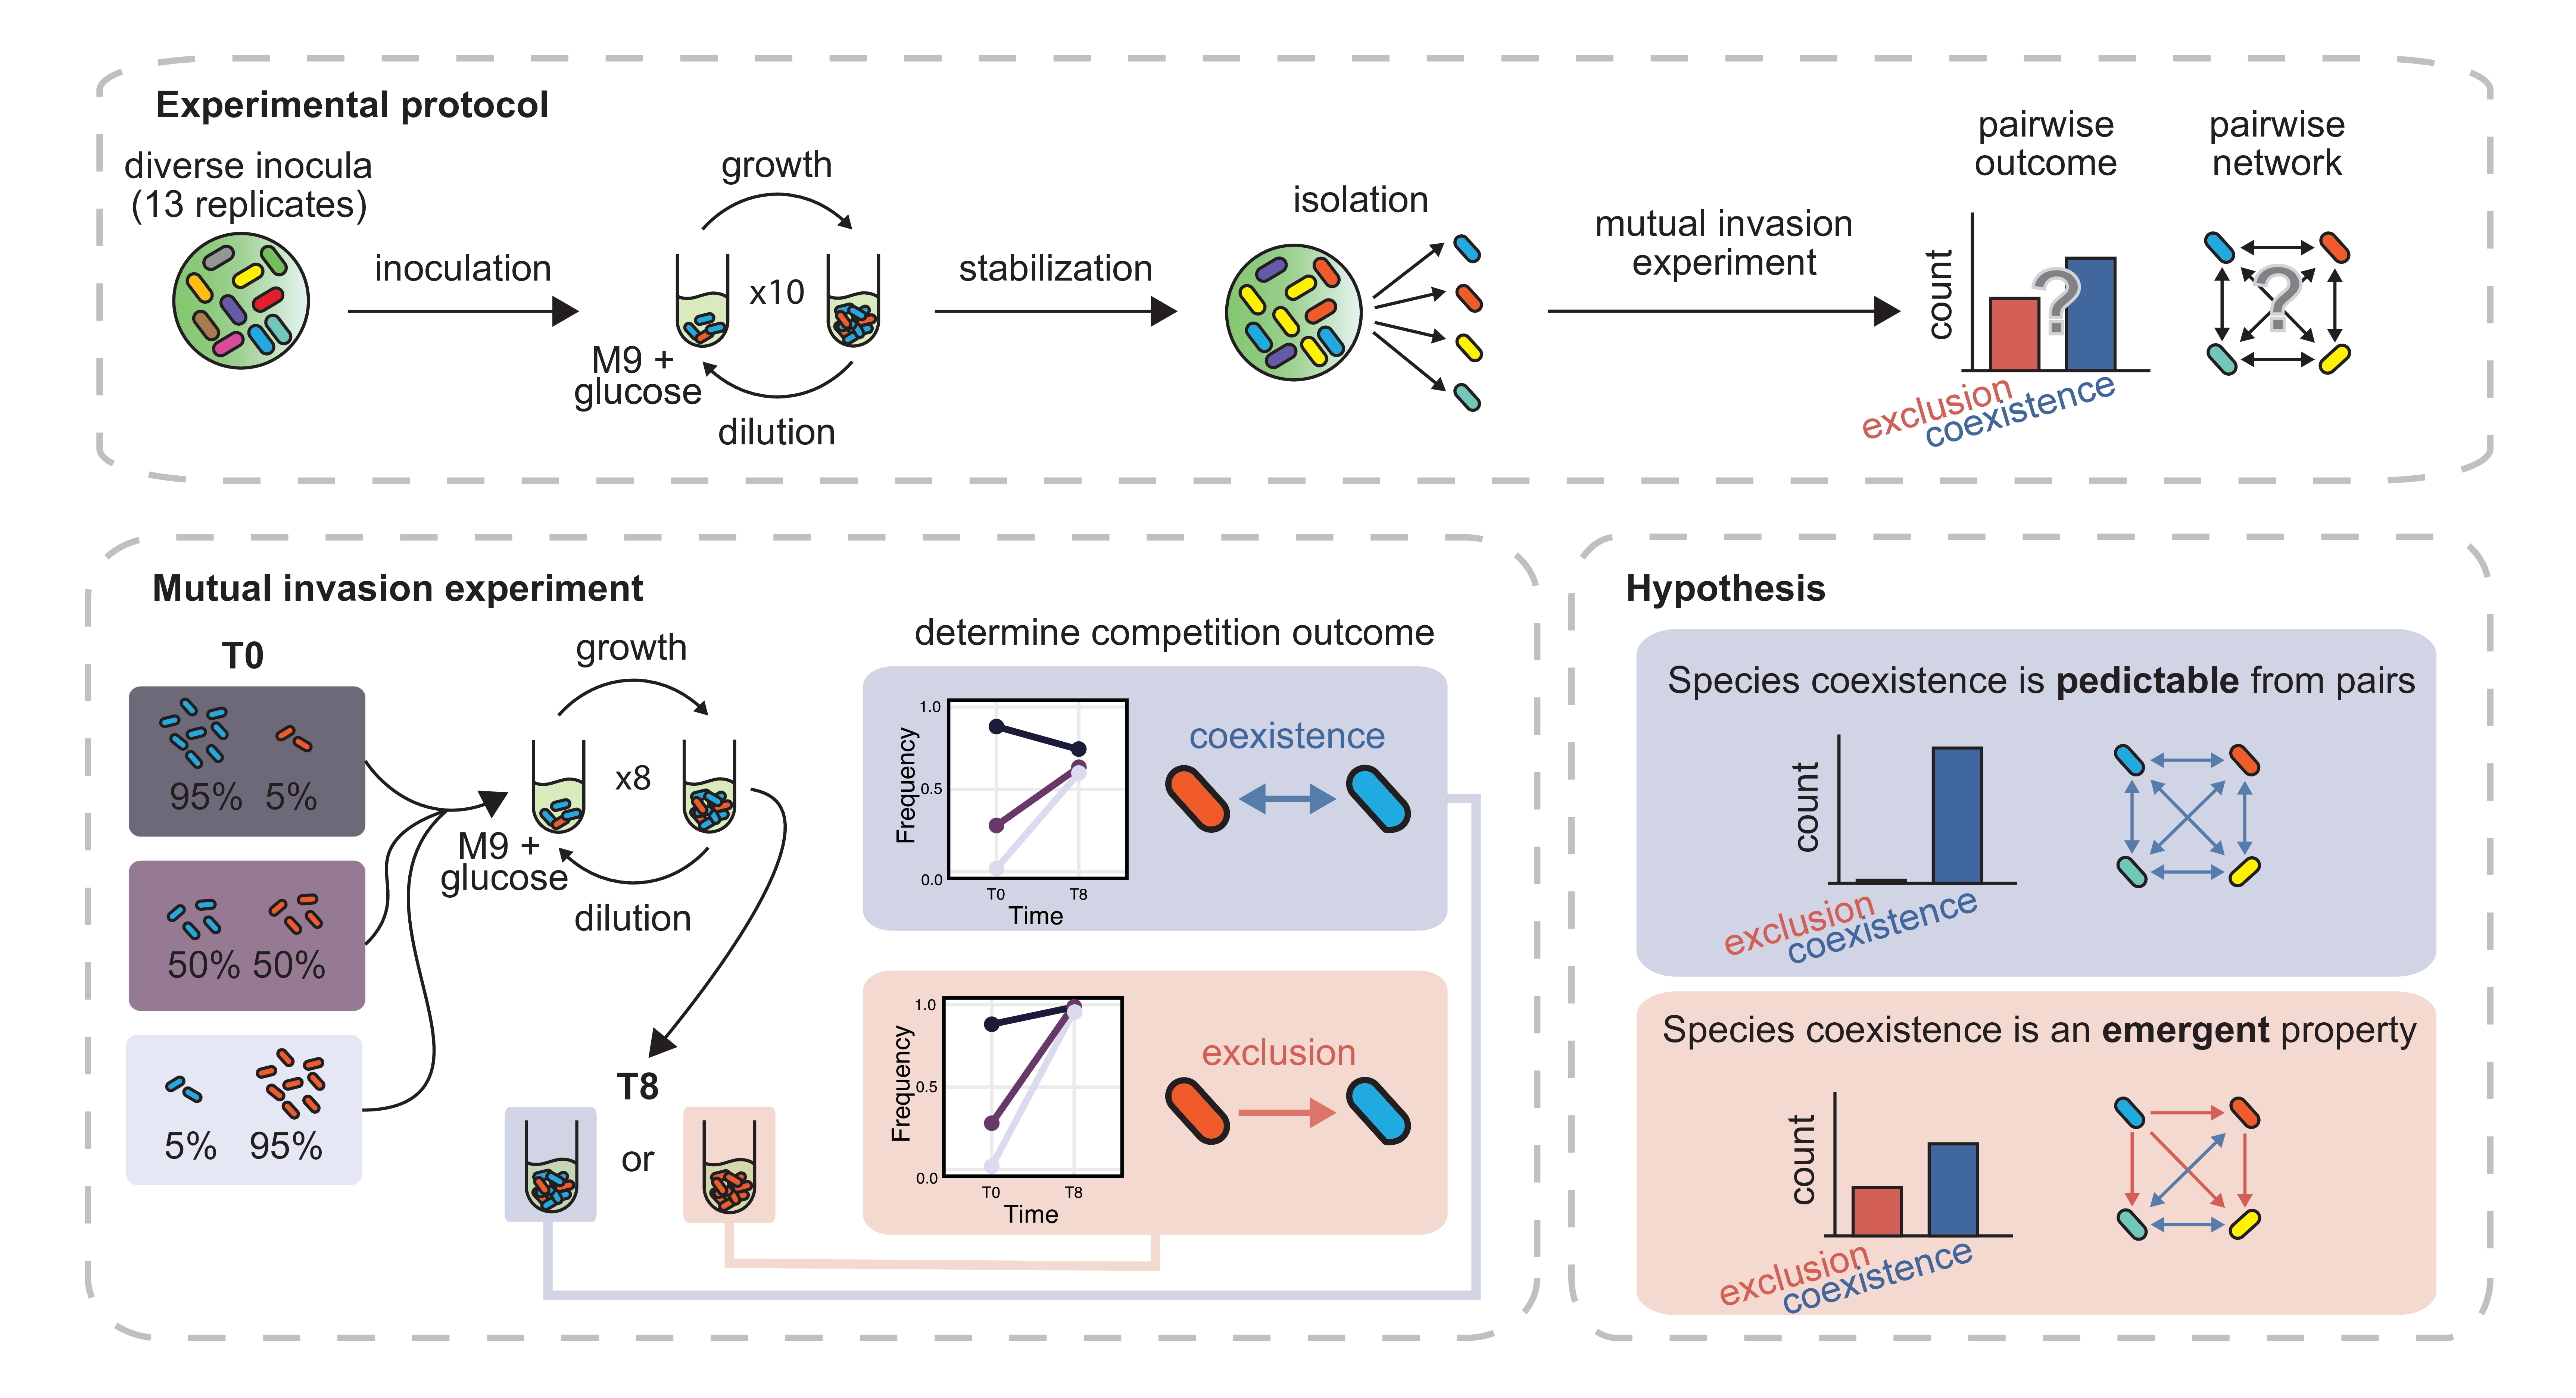 Experimental protocol
diverse inocula
(13 replicates)
inoculation
growth
x10
M9 +
glucose
dilution
stabilization
isolation
mutual invasion
experiment
pairwise
outcome
count
?
exclusion
coexistence
pairwise
network
?
Mutual invasion experiment
T0
95% 5%
50% 50%
5% 95%
growth
x8
M9 +
glucose
dilution
T8
or
determine competition outcome
Frequency
1.0
0.5
0.0
T0 T8
Time
coexistence
Frequency
1.0
0.5
0.0
T0 T8
Time
exclusion
Hypothesis
Species coexistence is pedictable from pairs
count
exclusion
coexistence
Species coexistence is an emergent property
count
exclusion
coexistence